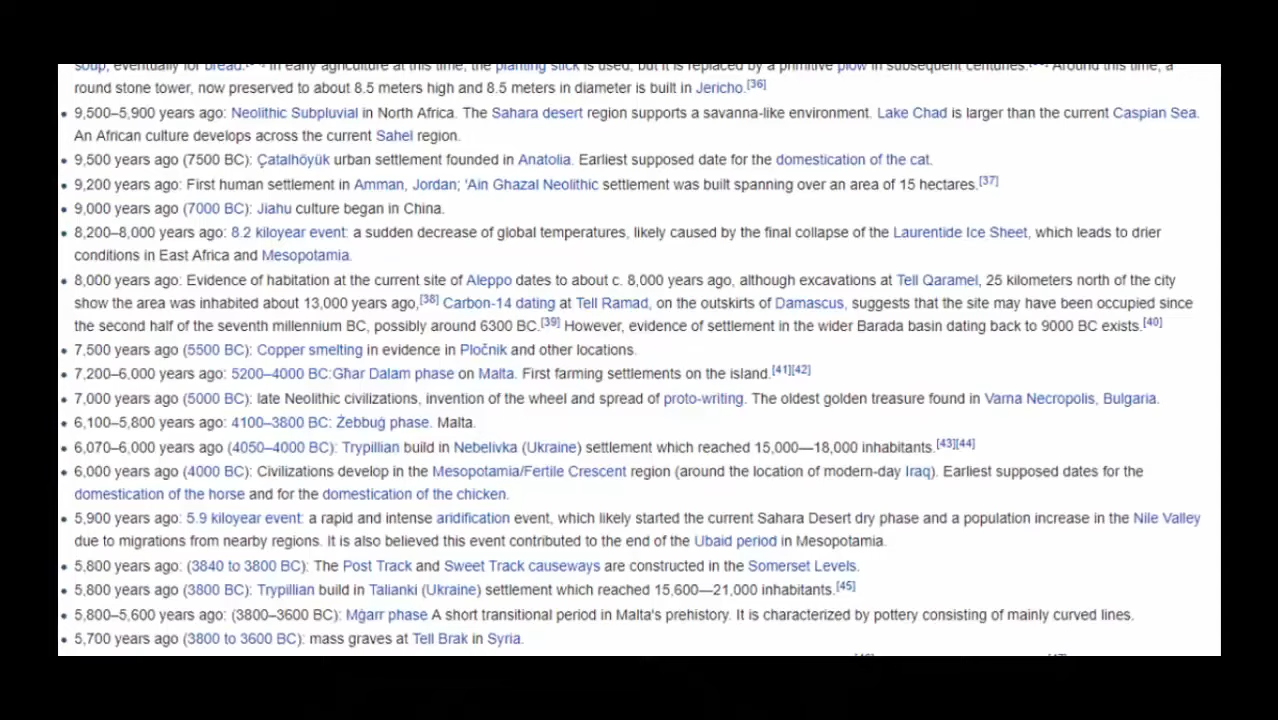 soup, eventually for bread. In early agriculture at this time, the planting stick is used, but it is replaced by a primitive plow in subsequent centuries. Around this time, a
round stone tower, now preserved to about 8.5 meters high and 8.5 meters in diameter is built in Jericho.[36]
• 9,500–5,900 years ago: Neolithic Subpluvial in North Africa. The Sahara desert region supports a savanna-like environment. Lake Chad is larger than the current Caspian Sea.
An African culture develops across the current Sahel region.
• 9,500 years ago (7500 BC): Çatalhöyük urban settlement founded in Anatolia. Earliest supposed date for the domestication of the cat.
• 9,200 years ago: First human settlement in Amman, Jordan; 'Ain Ghazal Neolithic settlement was built spanning over an area of 15 hectares.[37]
• 9,000 years ago (7000 BC): Jiahu culture began in China.
• 8,200–8,000 years ago: 8.2 kiloyear event: a sudden decrease of global temperatures, likely caused by the final collapse of the Laurentide Ice Sheet, which leads to drier
conditions in East Africa and Mesopotamia.
• 8,000 years ago: Evidence of habitation at the current site of Aleppo dates to about c. 8,000 years ago, although excavations at Tell Qaramel, 25 kilometers north of the city
show the area was inhabited about 13,000 years ago,[38] Carbon-14 dating at Tell Ramad, on the outskirts of Damascus, suggests that the site may have been occupied since
the second half of the seventh millennium BC, possibly around 6300 BC.[39] However, evidence of settlement in the wider Barada basin dating back to 9000 BC exists.[40]
• 7,500 years ago (5500 BC): Copper smelting in evidence in Pločnik and other locations.
• 7,200–6,000 years ago: 5200–4000 BC:Għar Dalam phase on Malta. First farming settlements on the island.[41][42]
• 7,000 years ago (5000 BC): late Neolithic civilizations, invention of the wheel and spread of proto-writing. The oldest golden treasure found in Varna Necropolis, Bulgaria.
• 6,100–5,800 years ago: 4100–3800 BC: Żebbuġ phase. Malta.
• 6,070–6,000 years ago (4050–4000 BC): Trypillian build in Nebelivka (Ukraine) settlement which reached 15,000—18,000 inhabitants.[43][44]
• 6,000 years ago (4000 BC): Civilizations develop in the Mesopotamia/Fertile Crescent region (around the location of modern-day Iraq). Earliest supposed dates for the
domestication of the horse and for the domestication of the chicken.
• 5,900 years ago: 5.9 kiloyear event: a rapid and intense aridification event, which likely started the current Sahara Desert dry phase and a population increase in the Nile Valley
due to migrations from nearby regions. It is also believed this event contributed to the end of the Ubaid period in Mesopotamia.
• 5,800 years ago: (3840 to 3800 BC): The Post Track and Sweet Track causeways are constructed in the Somerset Levels.
• 5,800 years ago (3800 BC): Trypillian build in Talianki (Ukraine) settlement which reached 15,600—21,000 inhabitants.[45]
• 5,800–5,600 years ago: (3800–3600 BC): Mġarr phase A short transitional period in Malta's prehistory. It is characterized by pottery consisting of mainly curved lines.
• 5,700 years ago (3800 to 3600 BC): mass graves at Tell Brak in Syria.